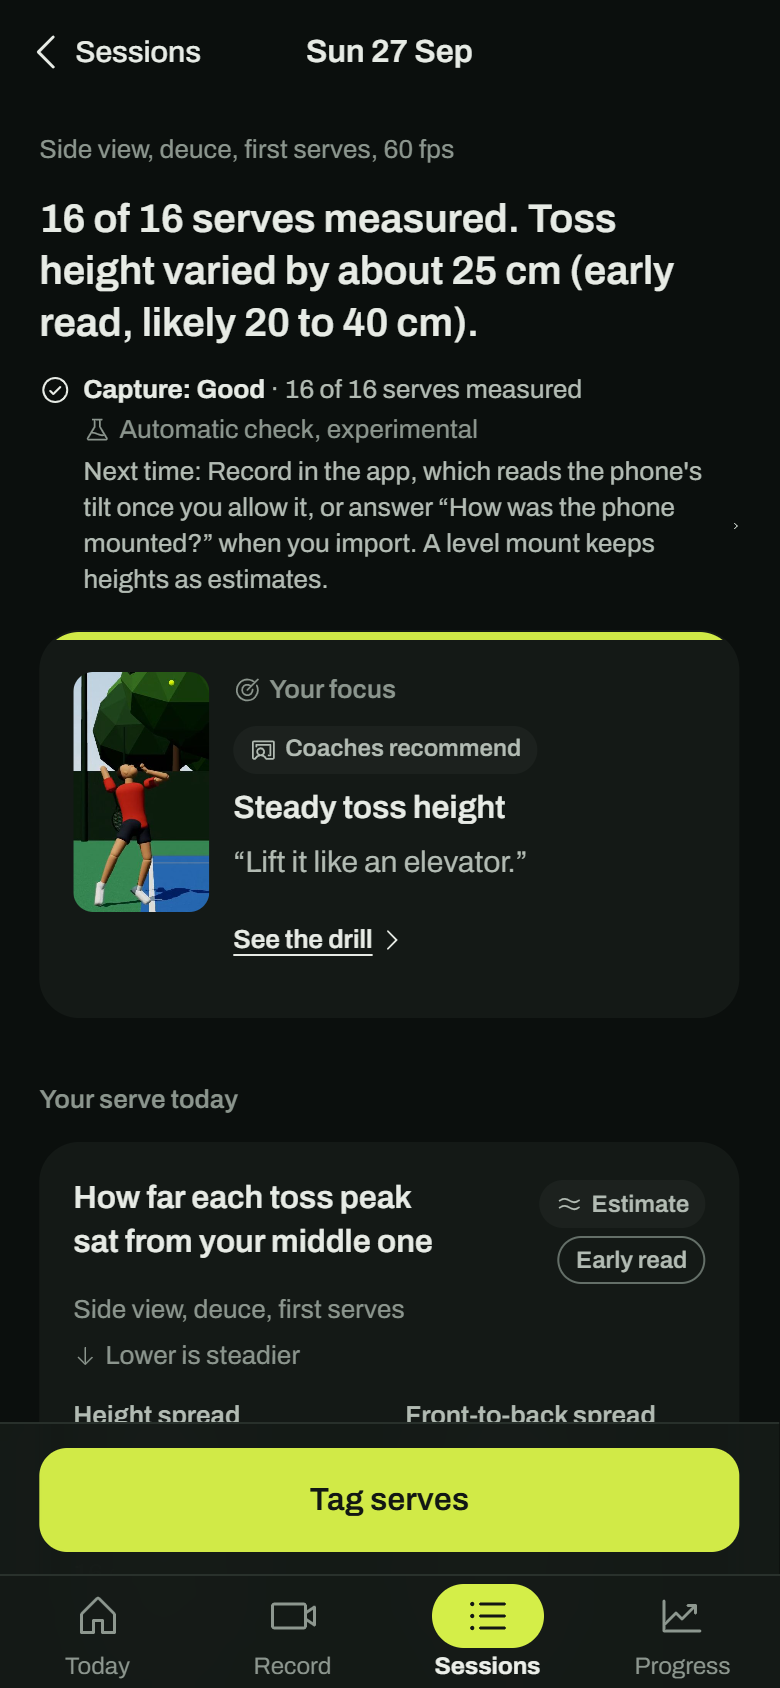 Sessions
Sun 27 Sep
Side view, deuce, first serves, 60 fps
16 of 16 serves measured. Toss
height varied by about 25 cm (early
read, likely 20 to 40 cm).
Capture: Good · 16 of 16 serves measured
Automatic check, experimental
Next time: Record in the app, which reads the phone's
tilt once you allow it, or answer “How was the phone
mounted?” when you import. A level mount keeps
heights as estimates.
Your focus
Coaches recommend
Steady toss height
“Lift it like an elevator.”
See the drill
Your serve today
How far each toss peak
sat from your middle one
Estimate
Early read
Side view, deuce, first serves
Lower is steadier
Height spread
Front-to-back spread
Tag serves
Today
Record
Sessions
Progress